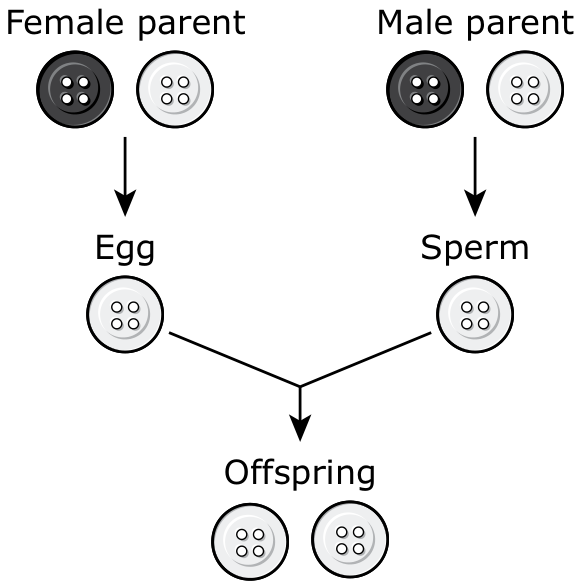 Female parent
Male parent
Egg
Sperm
Offspring